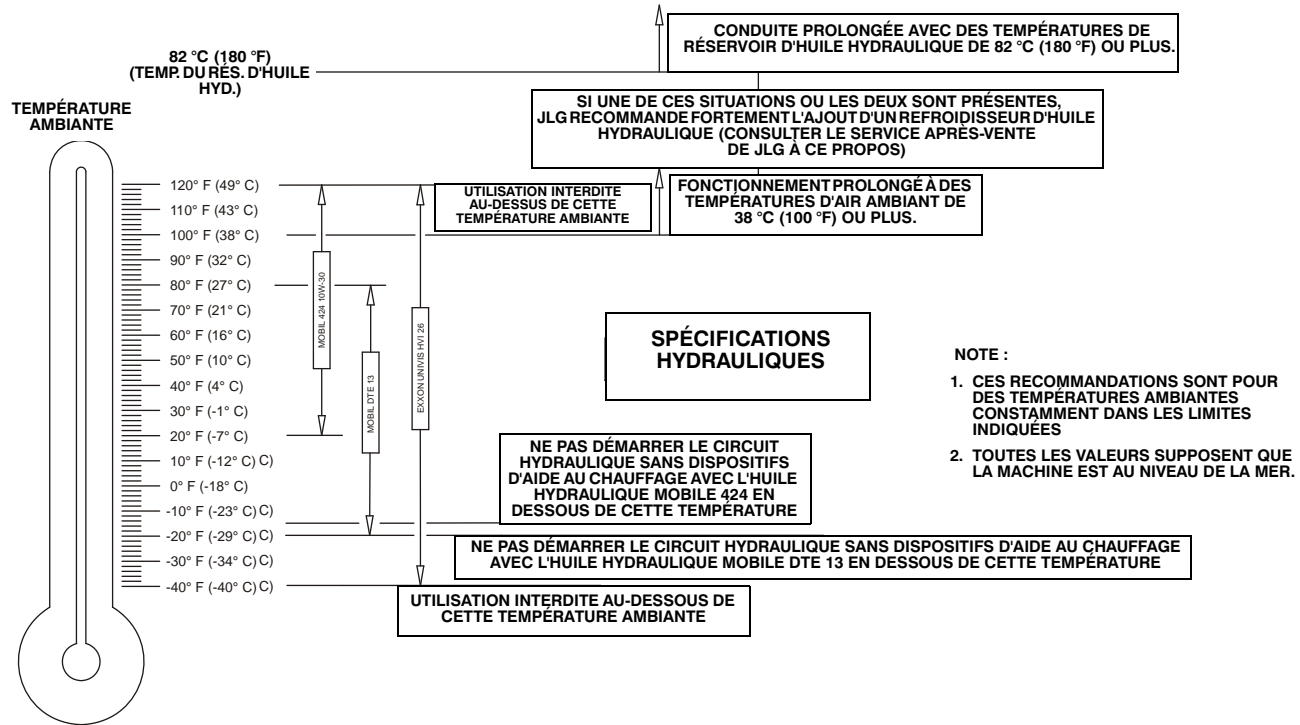 82 °C (180 °F)
(TEMP. DU RÉS. D'HUILE
HYD.)
CONDUITE PROLONGÉE AVEC DES TEMPÉRATURES DE
RÉSERVOIR D'HUILE HYDRAULIQUE DE 82 °C (180 °F) OU PLUS.
TEMPÉRATURE
AMBIANTE
SI UNE DE CES SITUATIONS OU LES DEUX SONT PRÉSENTES,
JLG RECOMMANDE FORTEMENT L'AJOUT D'UN REFROIDISSEUR D'HUILE
HYDRAULIQUE (CONSULTER LE SERVICE APRÈS-VENTE
DE JLG À CE PROPOS)
UTILISATION INTERDITE
AU-DESSUS DE CETTE
TEMPÉRATURE AMBIANTE
FONCTIONNEMENT PROLONGÉ À DES
TEMPÉRATURES D'AIR AMBIANT DE
38 °C (100 °F) OU PLUS.
120° F (49° C)
110° F (43° C)
100° F (38° C)
90° F (32° C)
80° F (27° C)
70° F (21° C)
60° F (16° C)
50° F (10° C)
40° F (4° C)
30° F (-1° C)
20° F (-7° C)
10° F (-12° C) C)
0° F (-18° C)
-10° F (-23° C) C)
-20° F (-29° C) C)
-30° F (-34° C) C)
-40° F (-40° C) C)
MOBIL 424 10W-30
MOBIL DTE 13
EXXON UNIVIS HVI 26
SPÉCIFICATIONS
HYDRAULIQUES
NOTE :
1. CES RECOMMANDATIONS SONT POUR
DES TEMPÉRATURES AMBIANTES
CONSTAMMENT DANS LES LIMITES
INDIQUÉES
2. TOUTES LES VALEURS SUPPOSENT QUE
LA MACHINE EST AU NIVEAU DE LA MER.
NE PAS DÉMARRER LE CIRCUIT
HYDRAULIQUE SANS DISPOSITIFS
D'AIDE AU CHAUFFAGE AVEC L'HUILE
HYDRAULIQUE MOBILE 424 EN
DESSOUS DE CETTE TEMPÉRATURE
NE PAS DÉMARRER LE CIRCUIT HYDRAULIQUE SANS DISPOSITIFS D'AIDE AU CHAUFFAGE
AVEC L'HUILE HYDRAULIQUE MOBILE DTE 13 EN DESSOUS DE CETTE TEMPÉRATURE
UTILISATION INTERDITE AU-DESSOUS DE
CETTE TEMPÉRATURE AMBIANTE